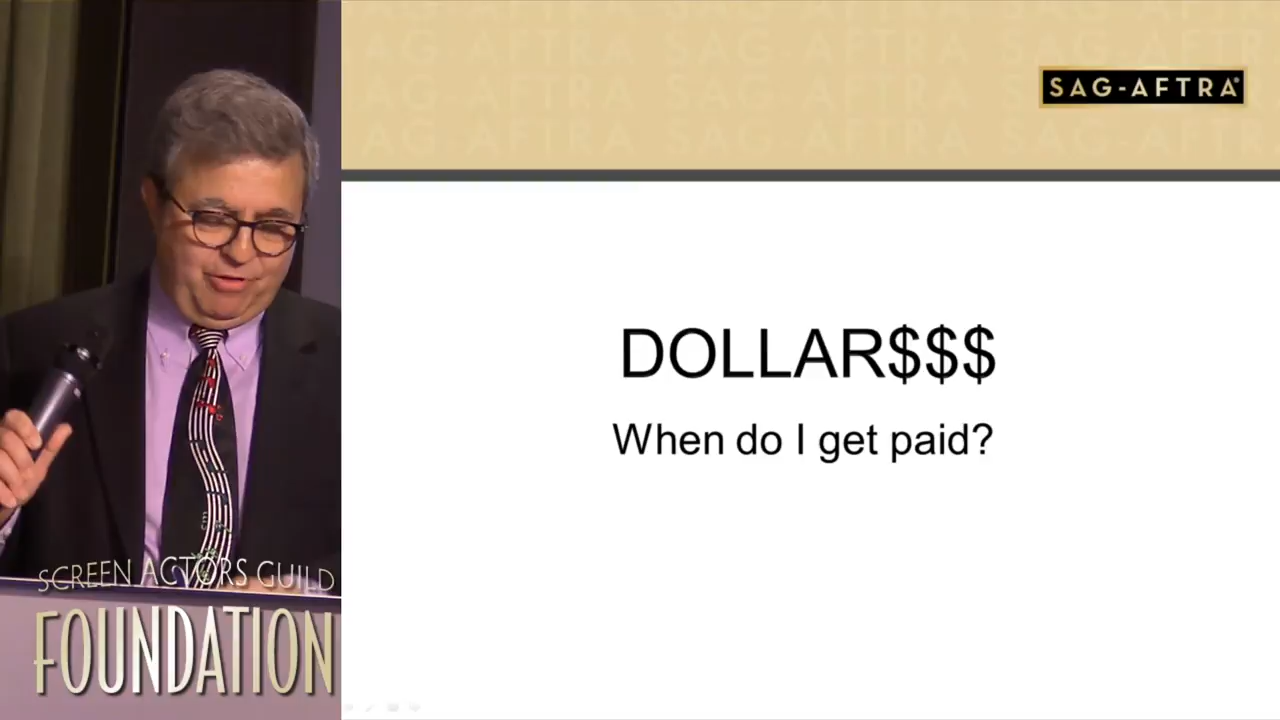 SAG-AFTRA
DOLLAR$$$
When do I get paid?
SCREEN ACTORS GUILD
FOUNDATION